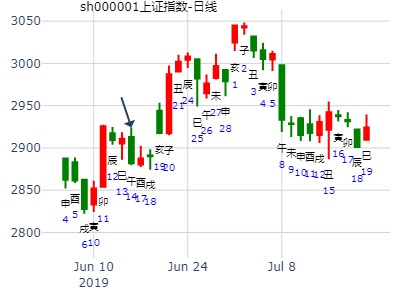 sh000001上证指数-日线
3050
3000
2950
2900
2850
2800
申
4
酉
5
戌
6
亥
10
卯
11
辰
12
巳
13
午
14
酉
17
戌
18
亥
19
子
20
丑
21
辰
24
巳
25
午
26
未
27
申
28
亥
1
子
2
丑
3
寅
4
卯
5
午
8
未
9
申
10
酉
11
戌
12
丑
15
寅
16
卯
17
辰
18
巳
19
Jun 10
2019
Jun 24
Jul 8